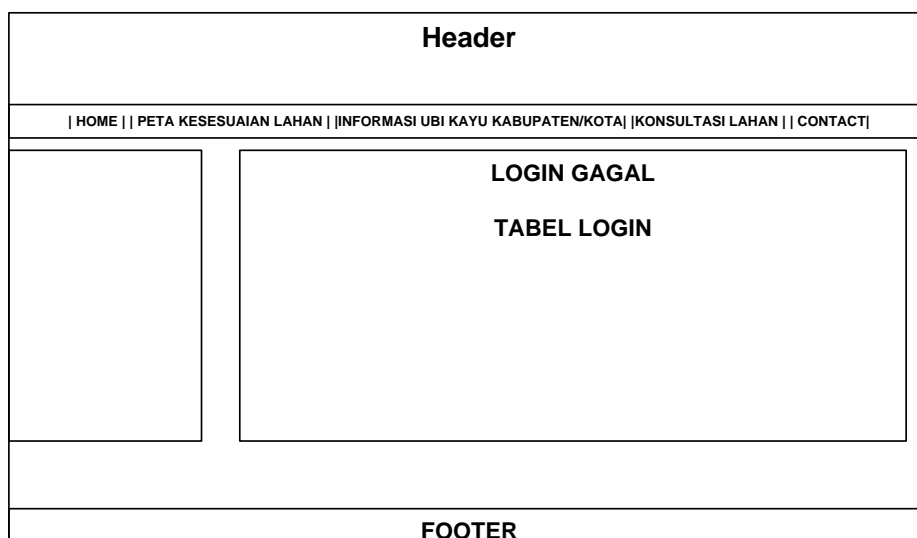 Header
| HOME | | PETA KESESUAIAN LAHAN | |INFORMASI UBI KAYU KABUPATEN/KOTA| |KONSULTASI LAHAN | | CONTACT|
LOGIN GAGAL
TABEL LOGIN
FOOTER